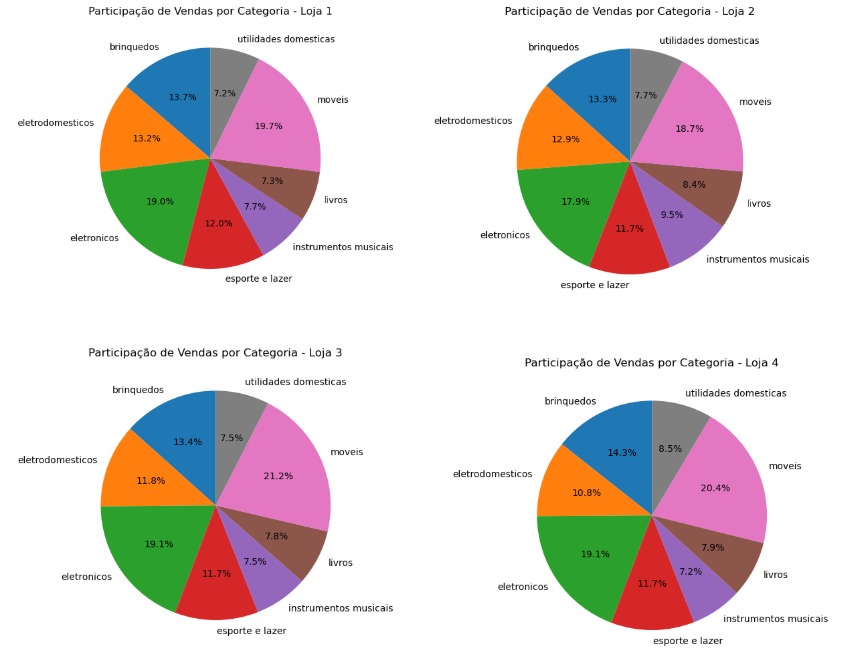 Participação de Vendas por Categoria - Loja 1
utilidades domesticas
brinquedos
7.2%
13.7%
moveis
19.7%
eletrodomesticos
13.2%
7.3%
livros
19.0%
7.7%
12.0%
eletronicos
instrumentos musicais
esporte e lazer
Participação de Vendas por Categoria - Loja 2
utilidades domesticas
brinquedos
7.7%
13.3%
moveis
eletrodomesticos
18.7%
12.9%
8.4%
17.9%
livros
9.5%
11.7%
eletronicos
instrumentos musicais
esporte e lazer
Participação de Vendas por Categoria - Loja 3
utilidades domesticas
brinquedos
7.5%
13.4%
moveis
eletrodomesticos
21.2%
11.8%
7.8%
19.1%
7.5%
livros
11.7%
eletronicos
instrumentos musicais
esporte e lazer
Participação de Vendas por Categoria - Loja 4
utilidades domesticas
brinquedos
8.5%
14.3%
moveis
eletrodomesticos
20.4%
10.8%
7.9%
19.1%
7.2%
livros
11.7%
eletronicos
instrumentos musicais
esporte e lazer